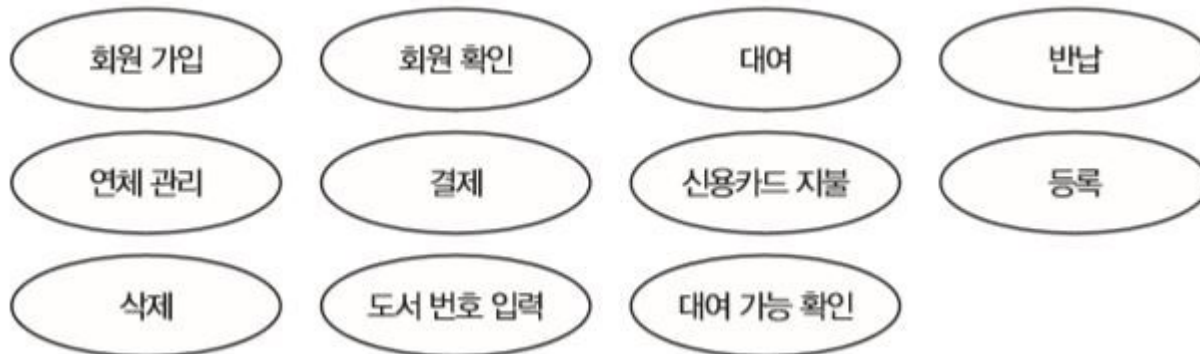 회원 가입
회원 확인
대여
반납
연체 관리
결제
신용카드 지불
등록
삭제
도서 번호 입력
대여 가능 확인